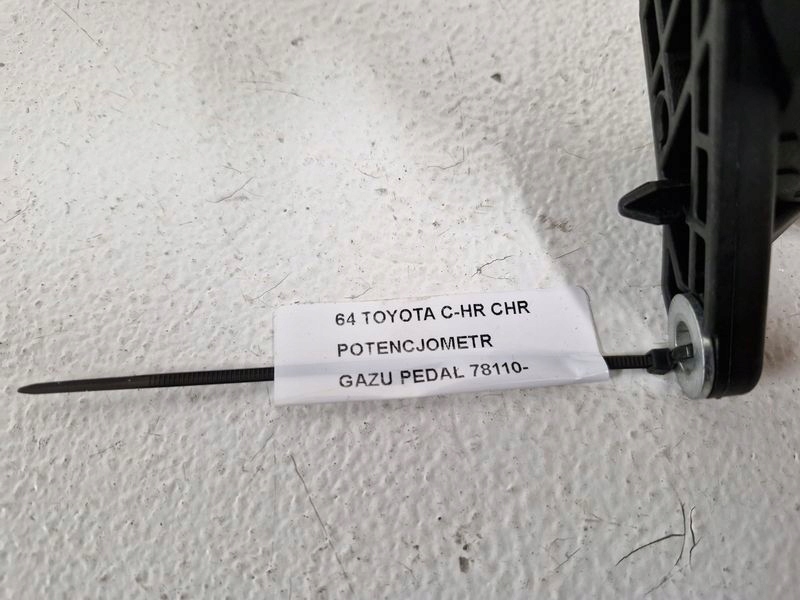 64 TOYOTA C-HR CHR
POTENCJOMETR
GAZU PEDAŁ 78110-